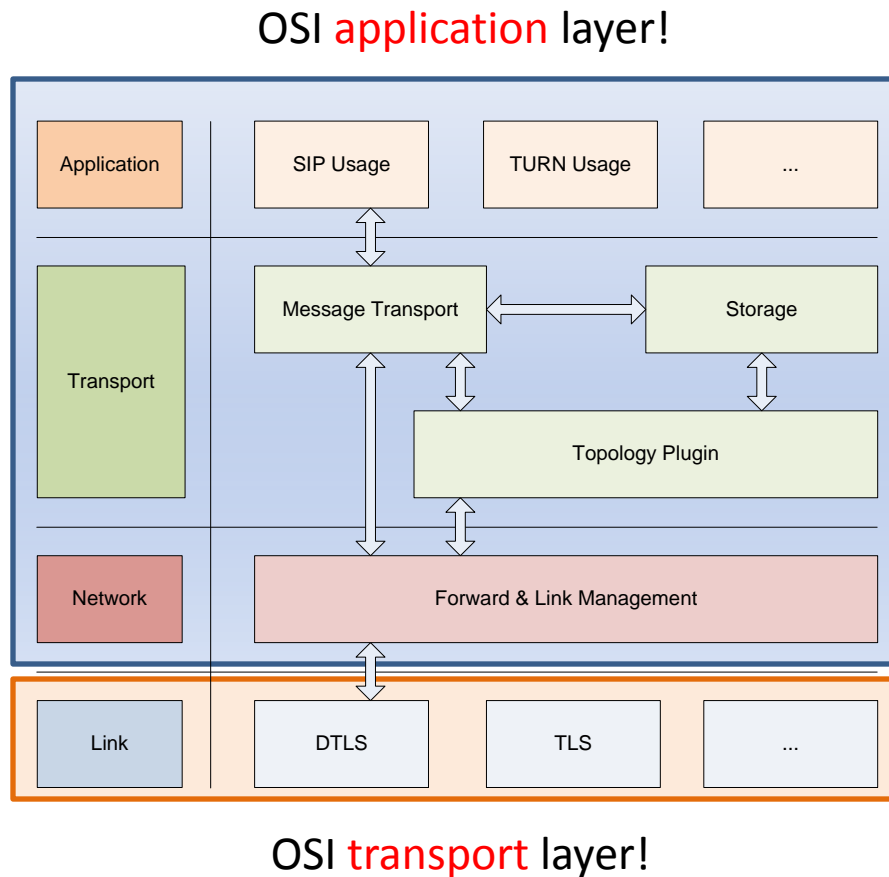 OSI application layer!
Application
SIP Usage
TURN Usage
...
Transport
Message Transport
Storage
Topology Plugin
Network
Forward & Link Management
Link
DTLS
TLS
...
OSI transport layer!